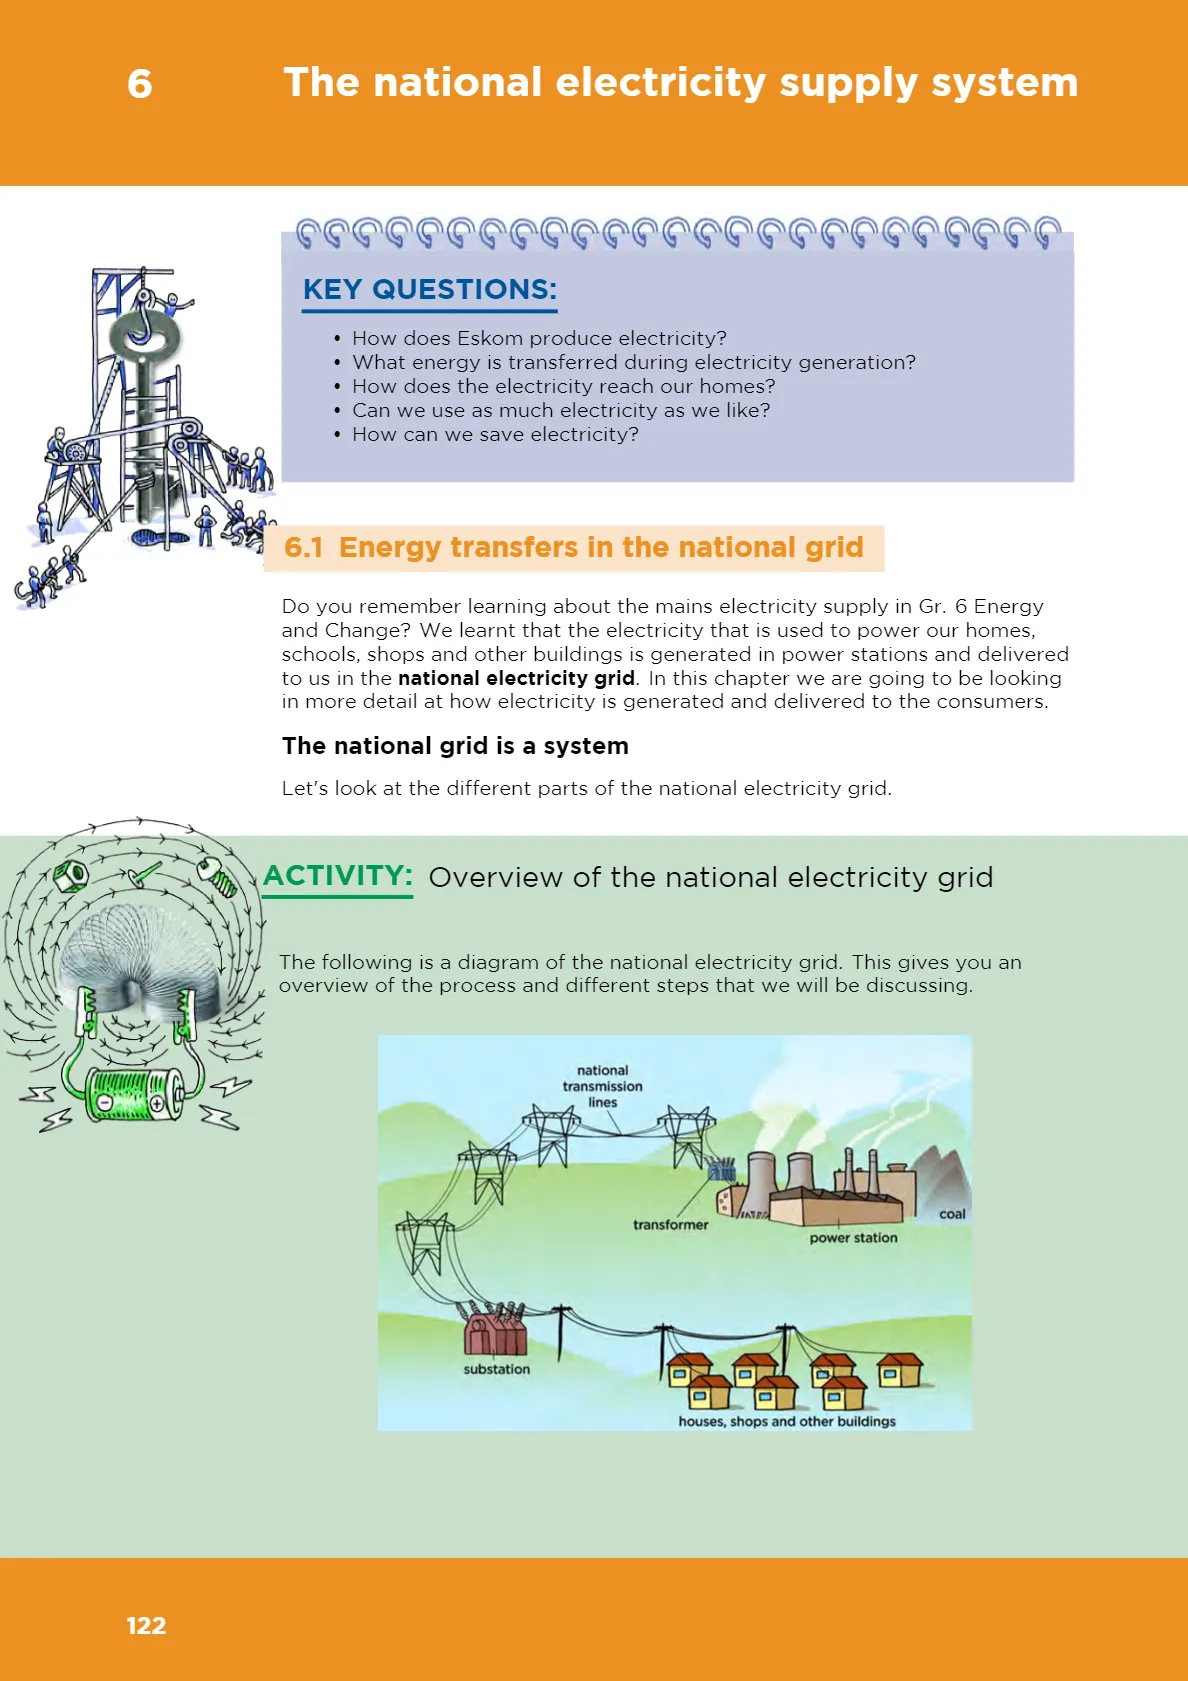 6
The national electricity supply system
KEY QUESTIONS:
• How does Eskom produce electricity?
• What energy is transferred during electricity generation?
• How does the electricity reach our homes?
• Can we use as much electricity as we like?
• How can we save electricity?
6.1 Energy transfers in the national grid
Do you remember learning about the mains electricity supply in Gr. 6 Energy
and Change? We learnt that the electricity that is used to power our homes,
schools, shops and other buildings is generated in power stations and delivered
to us in the national electricity grid. In this chapter we are going to be looking
in more detail at how electricity is generated and delivered to the consumers.
The national grid is a system
Let's look at the different parts of the national electricity grid.
ACTIVITY: Overview of the national electricity grid
The following is a diagram of the national electricity grid. This gives you an
overview of the process and different steps that we will be discussing.
national
transmission
lines
transformer
coal
power station
substation
houses, shops and other buildings
122